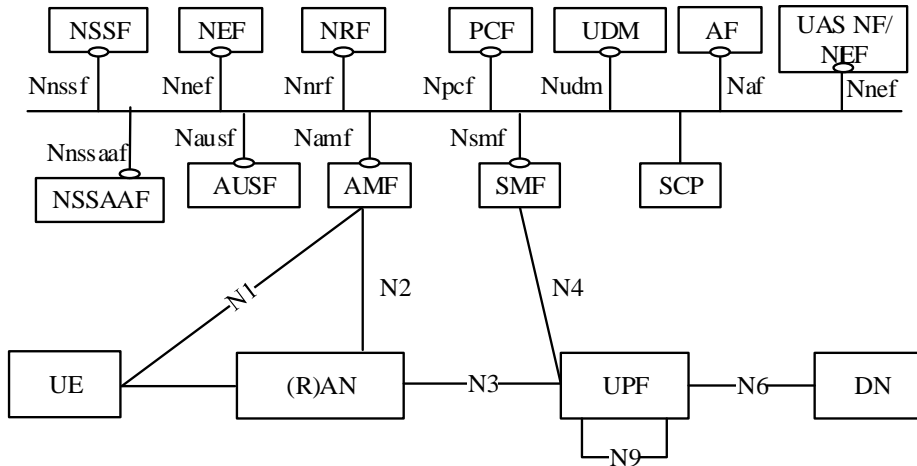 NSSF
NEF
NRF
PCF
UDM
AF
UAS NF/
NEF
Nnssf
Nnef
Nnrf
Npcf
Nudm
Naf
Nnef
Nnssaaf
Nausf
Namf
Nsmf
NSSAAF
AUSF
AMF
SMF
SCP
N1
N2
N4
UE
(R)AN
N3
UPF
N6
DN
N9